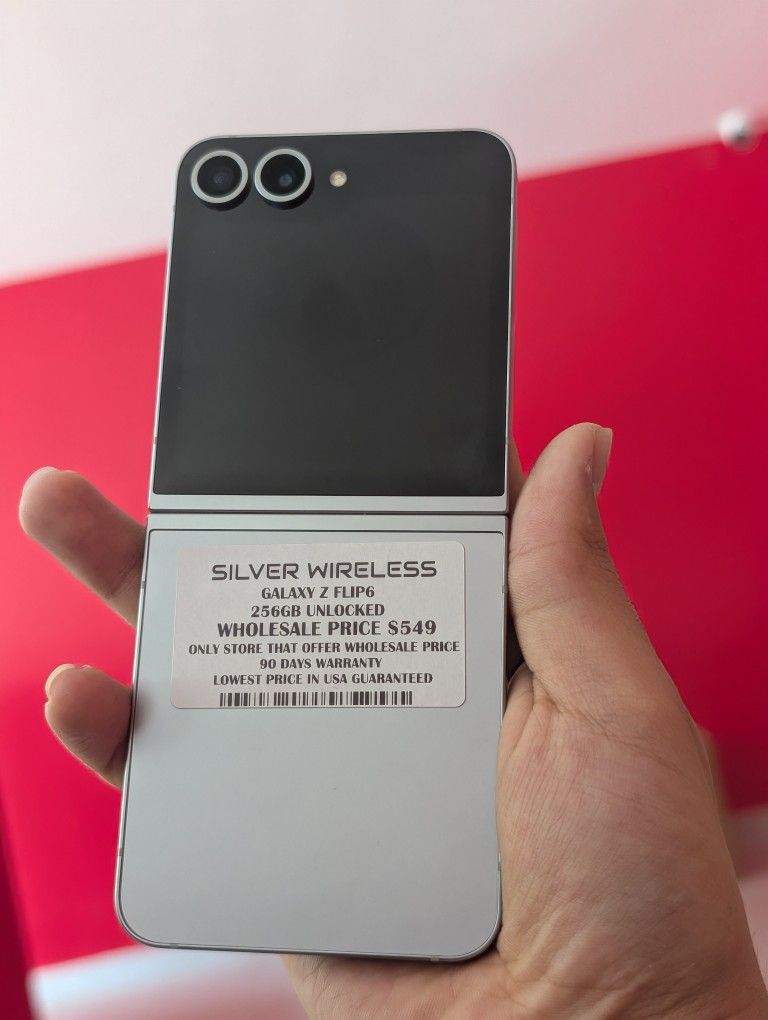 SILVER WIRELESS
GALAXY Z FLIP6
256GB UNLOCKED
WHOLESALE PRICE $549
ONLY STORE THAT OFFER WHOLESALE PRICE
90 DAYS WARRANTY
LOWEST PRICE IN USA GUARANTEED